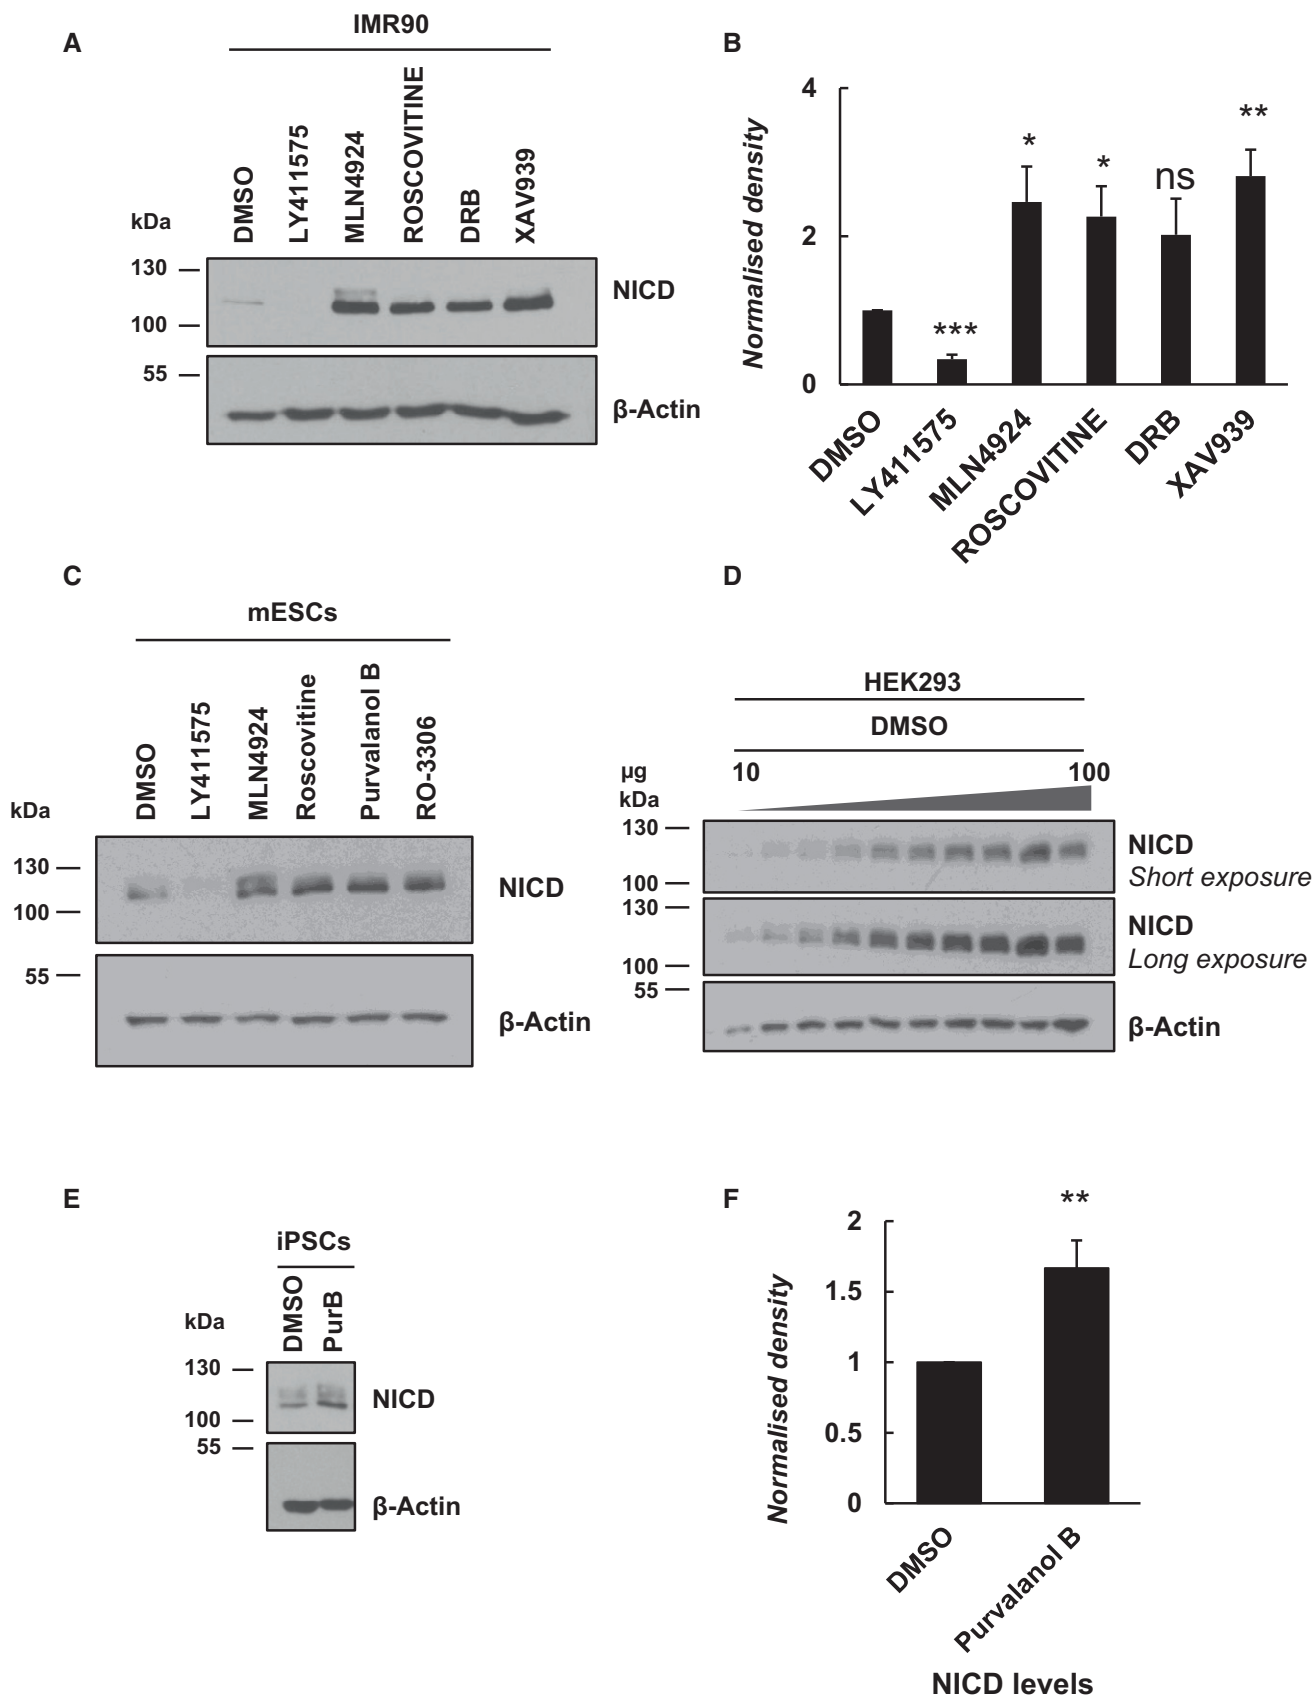 A
IMR90
DMSO
LY411575
MLN4924
ROSCOVITINE
DRB
XAV939
kDa
130
100
NICD
55
β-Actin
B
Normalised density
4
2
0
***
*
*
ns
**
DMSO
LY411575
MLN4924
ROSCOVITINE
DRB
XAV939
C
mESCs
DMSO
LY411575
MLN4924
Roscovitine
Purvalanol B
RO-3306
kDa
130
100
NICD
55
β-Actin
D
HEK293
DMSO
µg
10
100
kDa
130
100
NICD
Short exposure
130
100
NICD
Long exposure
55
β-Actin
E
iPSCs
DMSO
PurB
kDa
130
100
NICD
55
β-Actin
F
**
Normalised density
2
1.5
1
0.5
0
DMSO
Purvalanol B
NICD levels